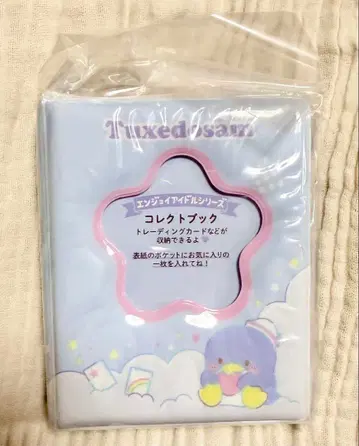 Tuxedosam
エンジョイアイドルシリーズ
コレクトブック
トレーディングカードなどが
収納できるよ
表紙のポケットにお気に入りの
一枚を入れてね!